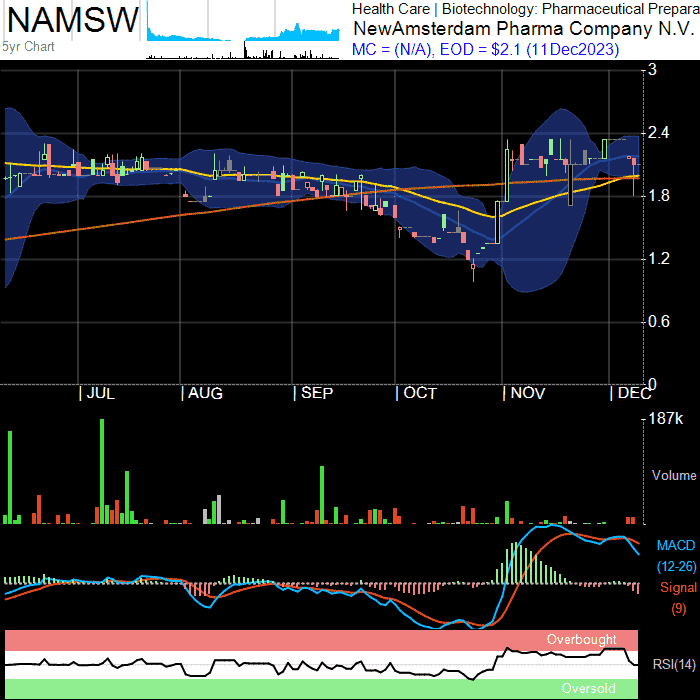 NAMSW
5yr Chart
Health Care | Biotechnology: Pharmaceutical Prepara
NewAmsterdam Pharma Company N.V.
MC = (N/A), EOD = $2.1 (11Dec2023)
3
2.4
1.8
1.2
0.6
0
| JUL | AUG | SEP | OCT | NOV | DEC
187k
Volume
MACD
(12-26)
Signal
(9)
Overbought
RSI(14)
Oversold